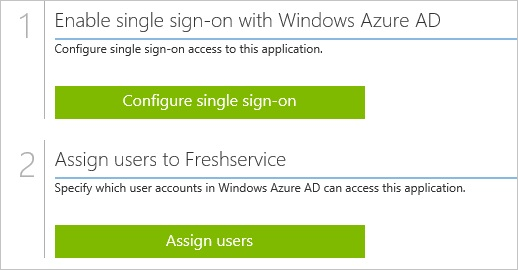 1
Enable single sign-on with Windows Azure AD
Configure single sign-on access to this application.
Configure single sign-on
2
Assign users to Freshservice
Specify which user accounts in Windows Azure AD can access this application.
Assign users